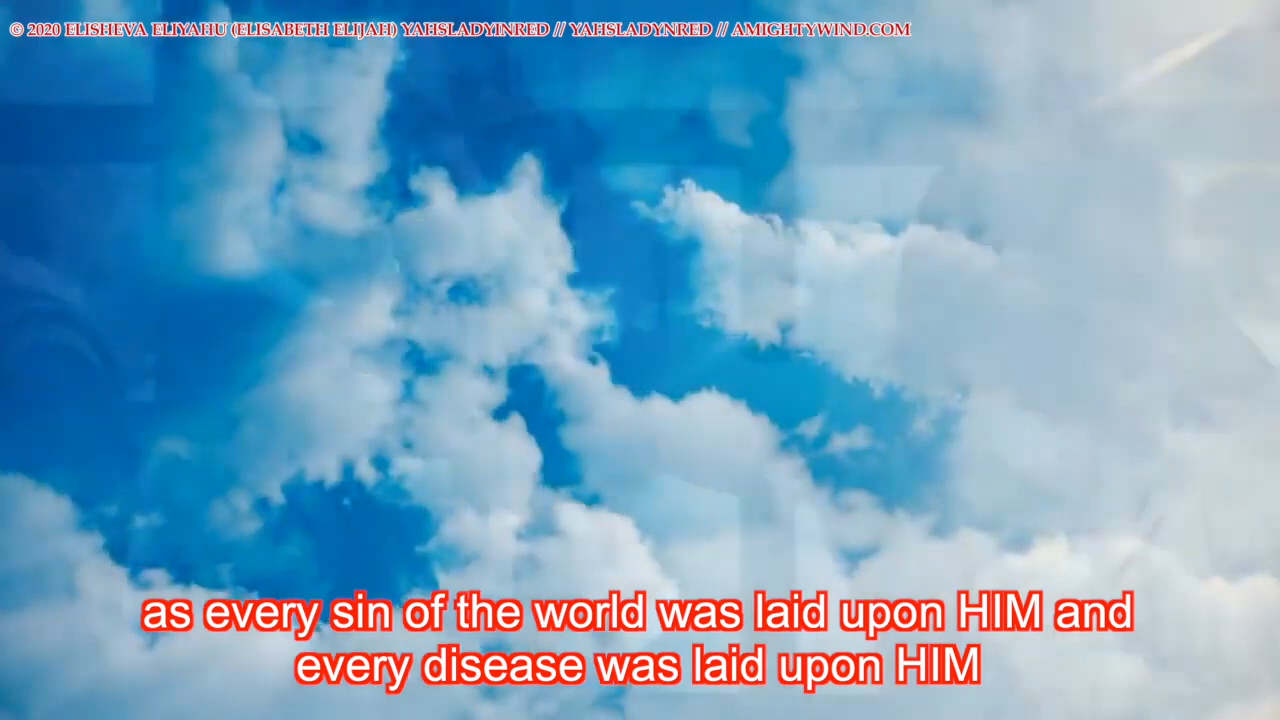 © 2020 ELISHEVA ELIYAHU (ELISABETH ELIJAH) YAHSLADYINRED // YAHSLADYNRED // AMIGHTYWIND.COM
as every sin of the world was laid upon HIM and
every disease was laid upon HIM